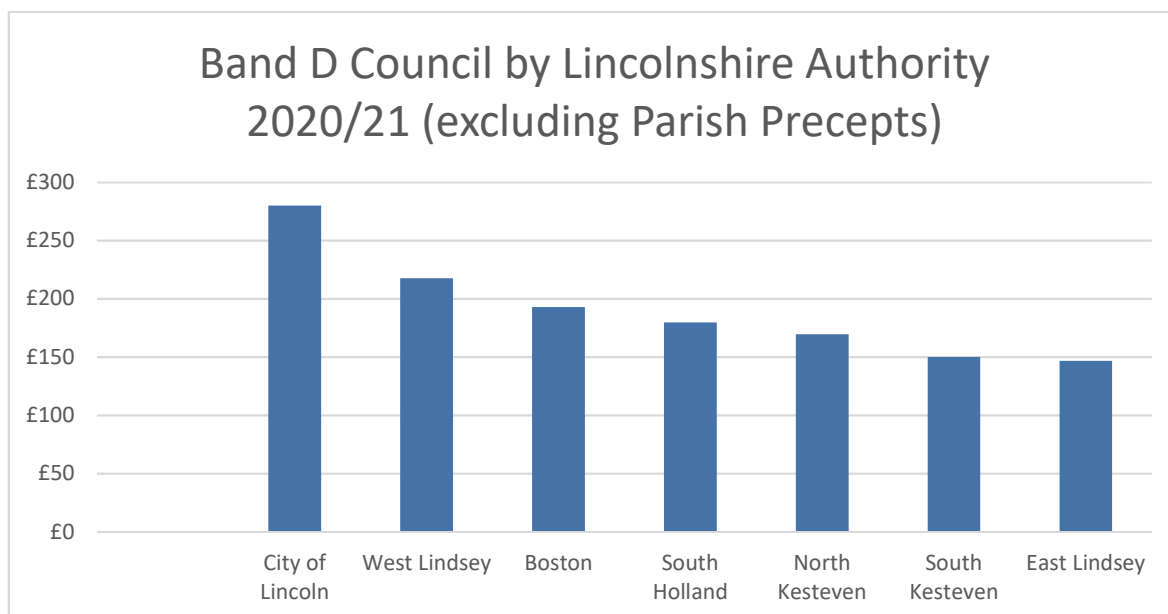 Band D Council by Lincolnshire Authority
2020/21 (excluding Parish Precepts)
£300
£250
£200
£150
£100
£50
£0
City of
Lincoln
West Lindsey
Boston
South
Holland
North
Kesteven
South
Kesteven
East Lindsey